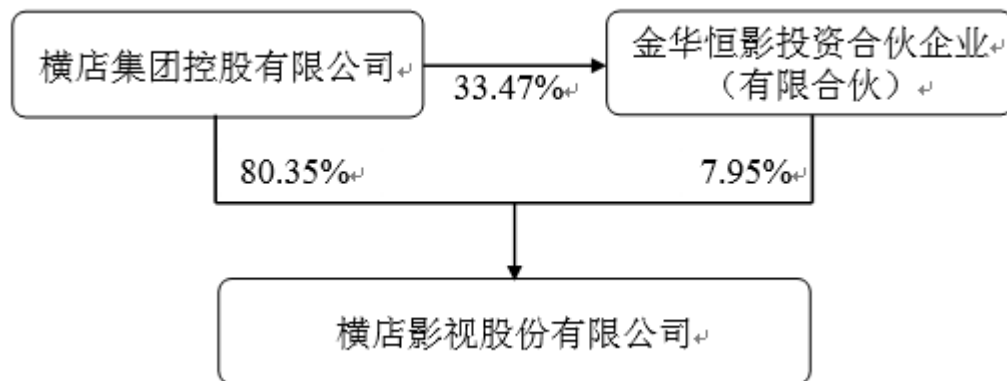 横店集团控股有限公司
金华恒影投资合伙企业
（有限合伙）
33.47%
80.35%
7.95%
横店影视股份有限公司